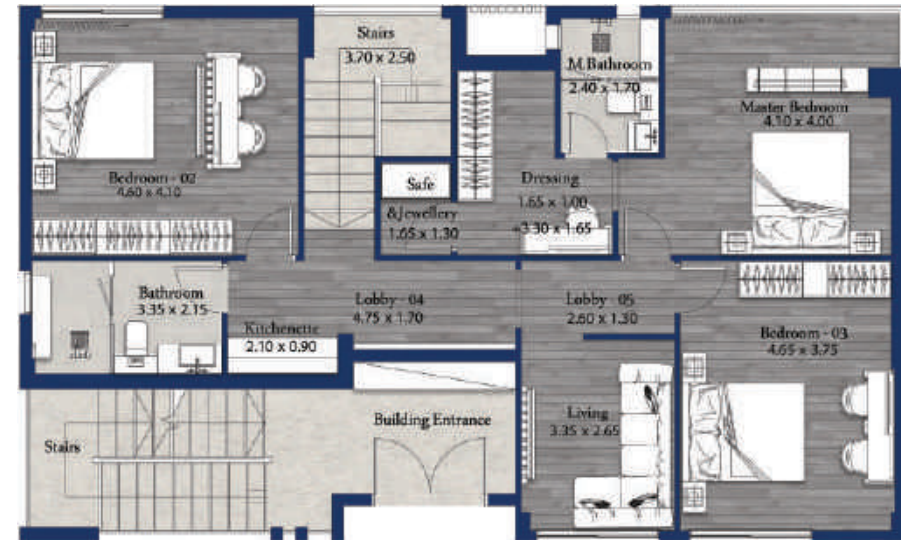 Stairs
3.70 x 2.50
M.Bathroom
2.40 x 1.70
Master Bedroom
4.10 x 4.00
Bedroom - 02
4.60 x 4.10
Safe
&Jewellery
1.65 x 1.30
Dressing
1.65 x 1.00
+3.30 x 1.65
Bathroom
3.35 x 2.15
Lobby - 04
4.75 x 1.70
Lobby - 05
2.60 x 1.30
Kitchenette
2.10 x 0.90
Bedroom - 03
4.65 x 3.75
Stairs
Building Entrance
Living
3.35 x 2.65